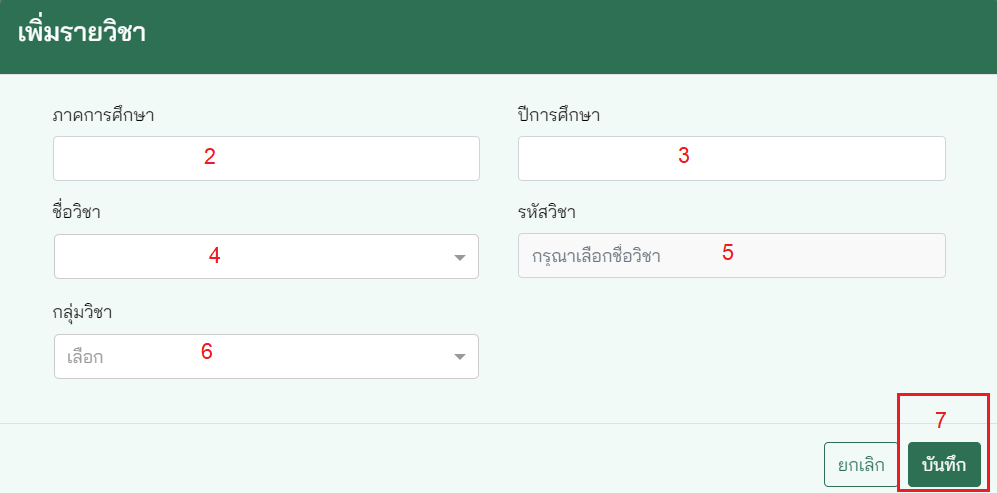 เพิ่มรายวิชา
ภาคการศึกษา ปีการศึกษา
2 3
ชื่อวิชา รหัสวิชา
4 กรุณาเลือกชื่อวิชา 5
กลุ่มวิชา
เลือก 6
7
ยกเลิก บันทึก